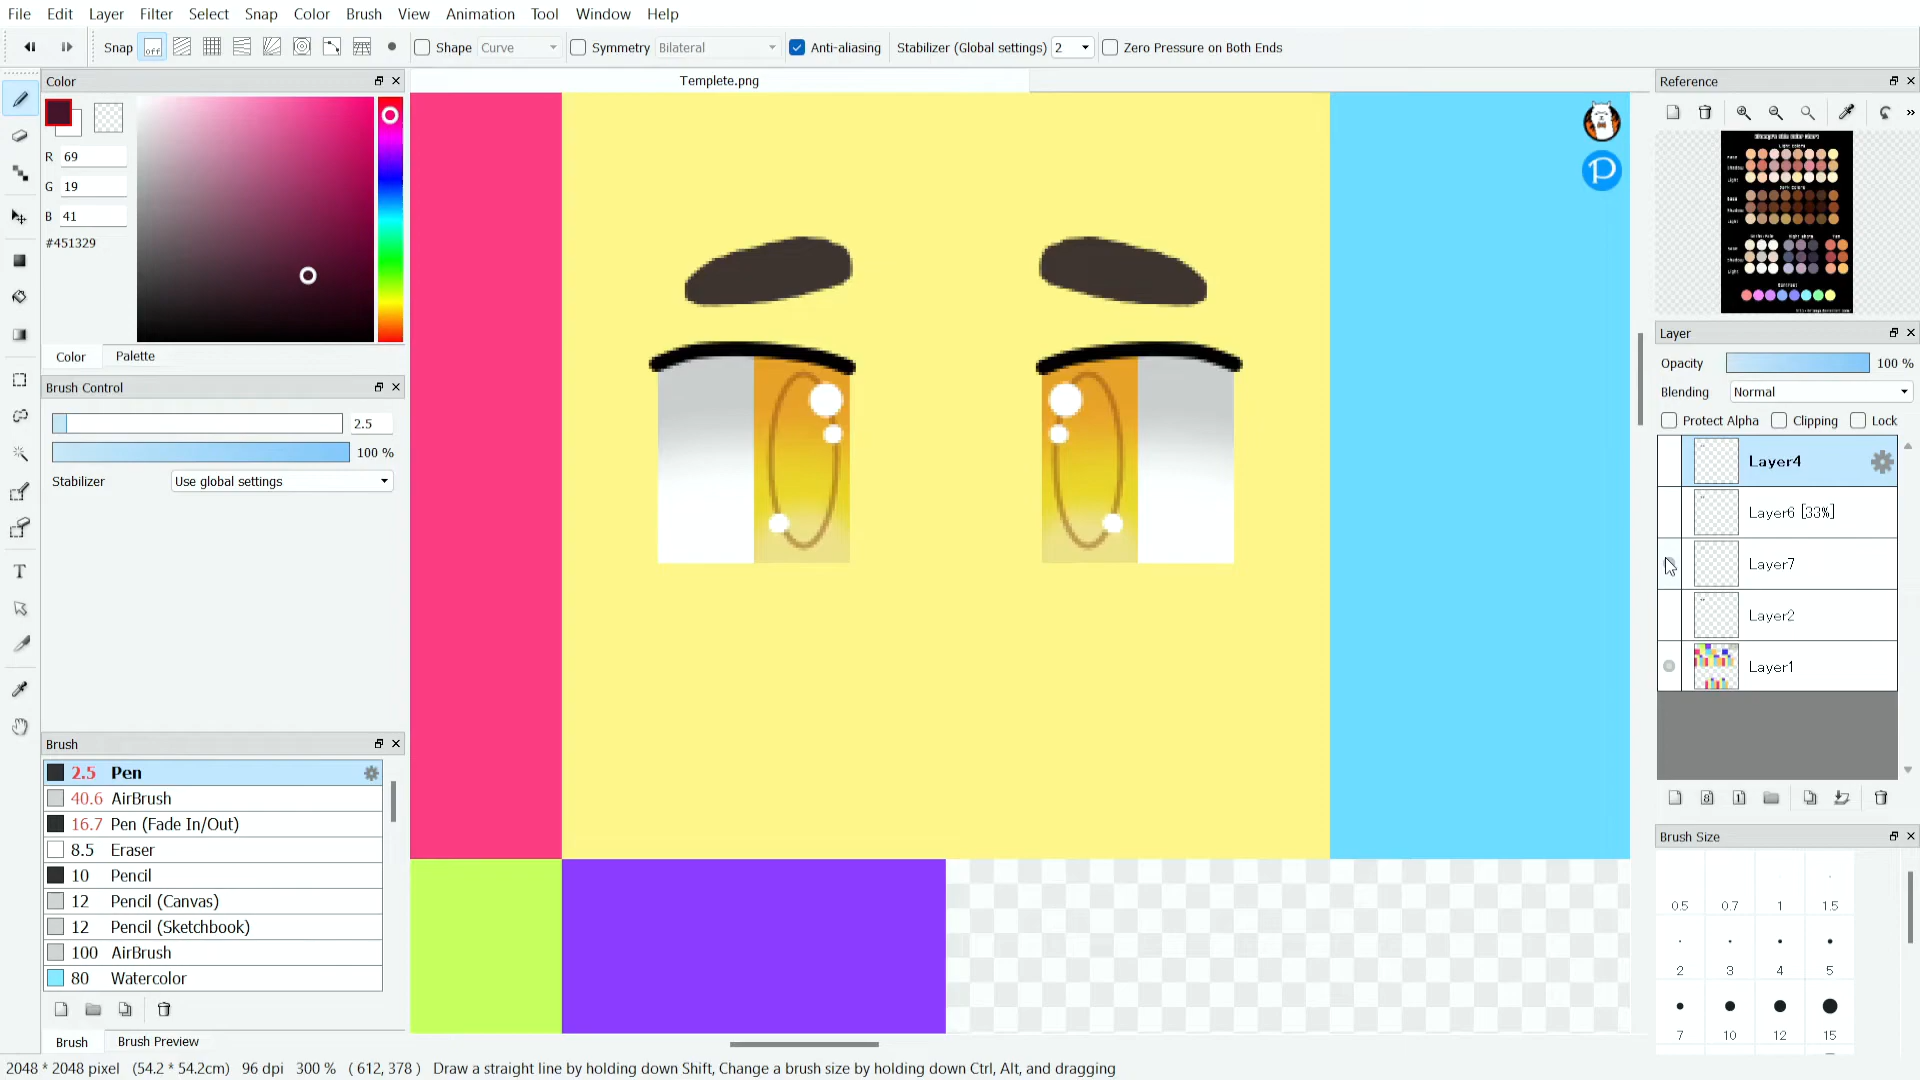 File Edit Layer Filter Select Snap Color Brush View Animation Tool Window Help
Snap off Shape Curve Symmetry Bilateral Anti-aliasing Stabilizer (Global settings) 2 Zero Pressure on Both Ends
Color
Templete.png
Reference
R 69
G 19
B 41
#451329
Color Palette
Brush Control
2.5
100 %
Stabilizer Use global settings
Layer
Opacity 100 %
Blending Normal
Protect Alpha Clipping Lock
Layer4
Layer6 [33%]
Layer7
Layer2
Layer1
Brush
2.5 Pen
40.6 AirBrush
16.7 Pen (Fade In/Out)
8.5 Eraser
10 Pencil
12 Pencil (Canvas)
12 Pencil (Sketchbook)
100 AirBrush
80 Watercolor
Brush Brush Preview
Brush Size
0.5 0.7 1 1.5
2 3 4 5
7 10 12 15
2048 * 2048 pixel (54.2 * 54.2cm) 96 dpi 300 % ( 612, 378 ) Draw a straight line by holding down Shift, Change a brush size by holding down Ctrl, Alt, and dragging